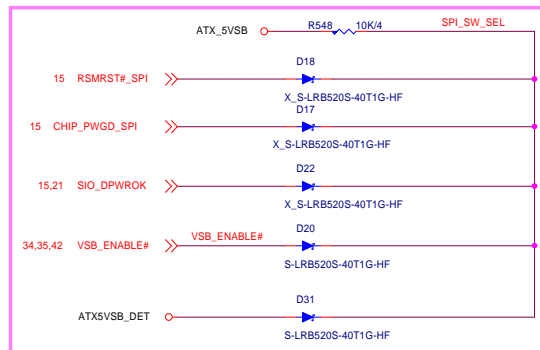 ATX_5VSB R548 10K/4 SPI_SW_SEL
D18
15 RSMRST#_SPI
X_S-LRB520S-40T1G-HF
D17
15 CHIP_PWGD_SPI
X_S-LRB520S-40T1G-HF
D22
15,21 SIO_DPWROK
X_S-LRB520S-40T1G-HF
VSB_ENABLE# D20
34,35,42 VSB_ENABLE#
S-LRB520S-40T1G-HF
D31
ATX5VSB_DET
S-LRB520S-40T1G-HF